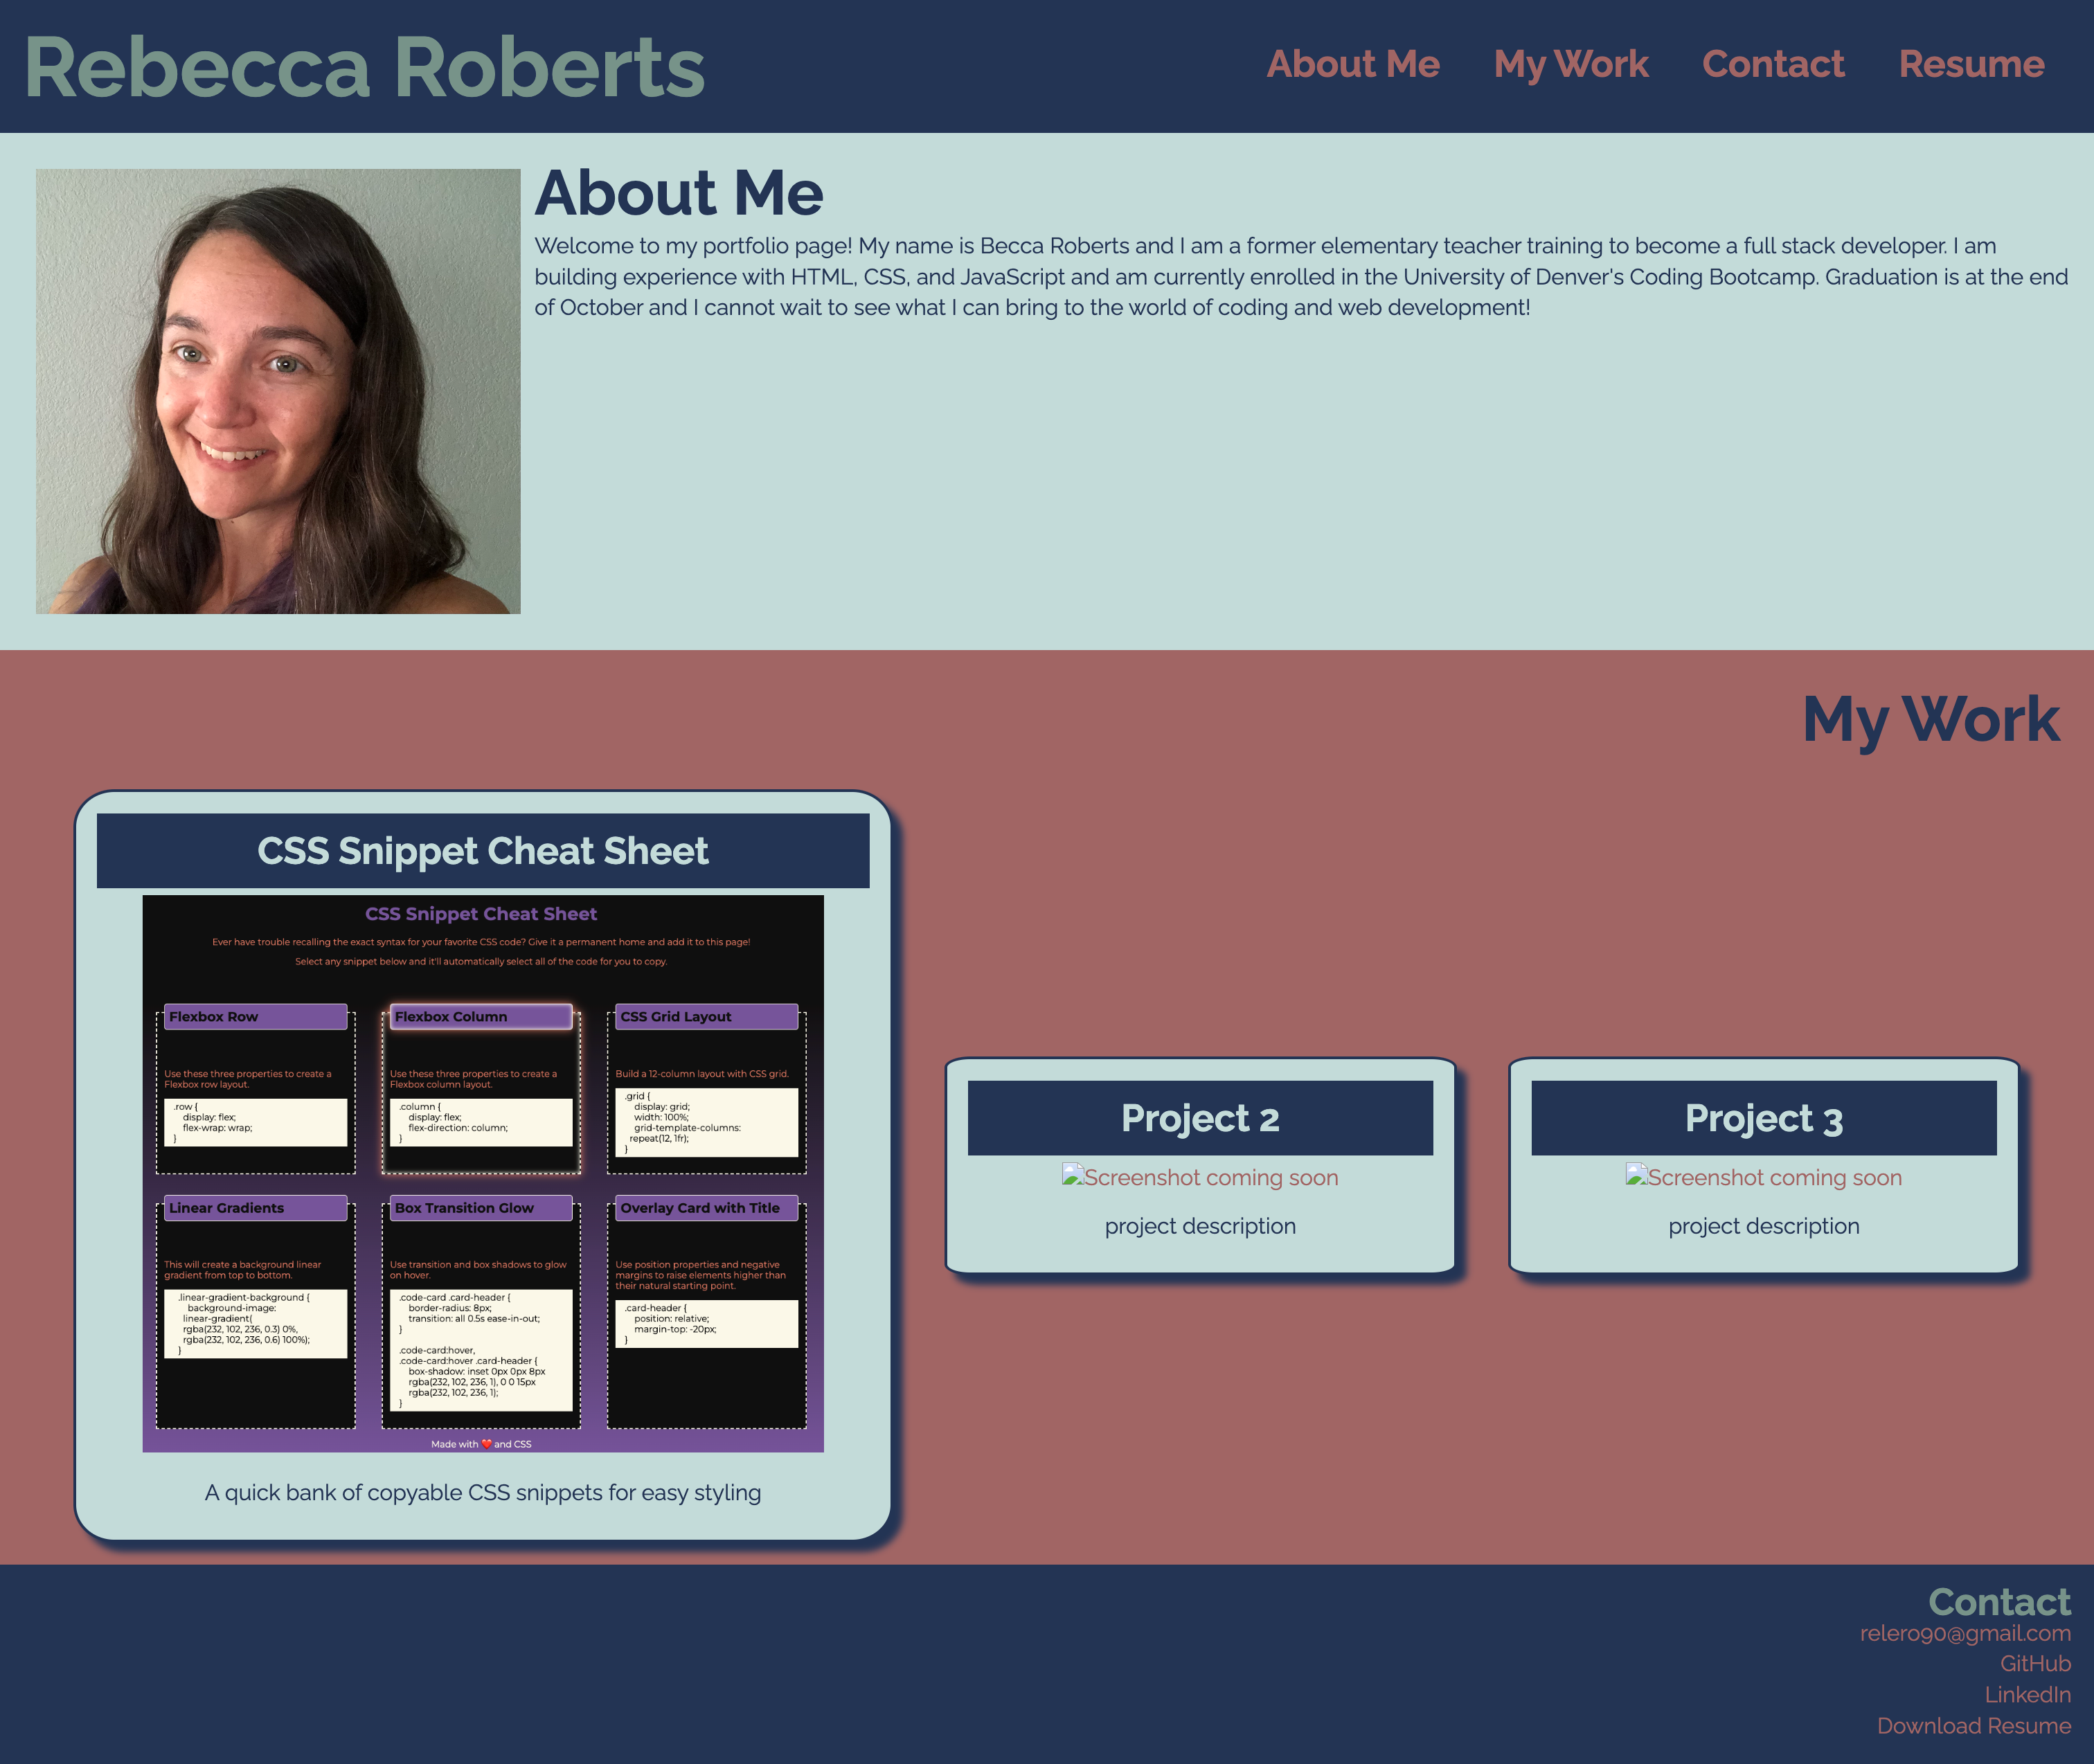 Rebecca Roberts
About Me
My Work
Contact
Resume
About Me
Welcome to my portfolio page! My name is Becca Roberts and I am a former elementary teacher training to become a full stack developer. I am
building experience with HTML, CSS, and JavaScript and am currently enrolled in the University of Denver's Coding Bootcamp. Graduation is at the end
of October and I cannot wait to see what I can bring to the world of coding and web development!
My Work
CSS Snippet Cheat Sheet
CSS Snippet Cheat Sheet
Ever have trouble recalling the exact syntax for your favorite CSS code? Give it a permanent home and add it to this page!
Select any snippet below and it'll automatically select all of the code for you to copy.
Flexbox Row
Use these three properties to create a
Flexbox row layout.
.row {
display: flex;
flex-wrap: wrap;
}
Flexbox Column
Use these three properties to create a
Flexbox column layout.
.column {
display: flex;
flex-direction: column;
}
CSS Grid Layout
Build a 12-column layout with CSS grid.
.grid {
display: grid;
width: 100%;
grid-template-columns:
repeat(12, 1fr);
}
Linear Gradients
This will create a background linear
gradient from top to bottom.
.linear-gradient-background {
background-image:
linear-gradient(
rgba(232, 102, 236, 0.3) 0%,
rgba(232, 102, 236, 0.6) 100%);
}
Box Transition Glow
Use transition and box shadows to glow
on hover.
.code-card .card-header {
border-radius: 8px;
transition: all 0.5s ease-in-out;
}
.code-card:hover,
.code-card:hover .card-header {
box-shadow: inset 0px 0px 8px
rgba(232, 102, 236, 1), 0 0 15px
rgba(232, 102, 236, 1);
}
Overlay Card with Title
Use position properties and negative
margins to raise elements higher than
their natural starting point.
.card-header {
position: relative;
margin-top: -20px;
}
Made with ❤️ and CSS
A quick bank of copyable CSS snippets for easy styling
Project 2
Screenshot coming soon
project description
Project 3
Screenshot coming soon
project description
Contact
relero90@gmail.com
GitHub
LinkedIn
Download Resume